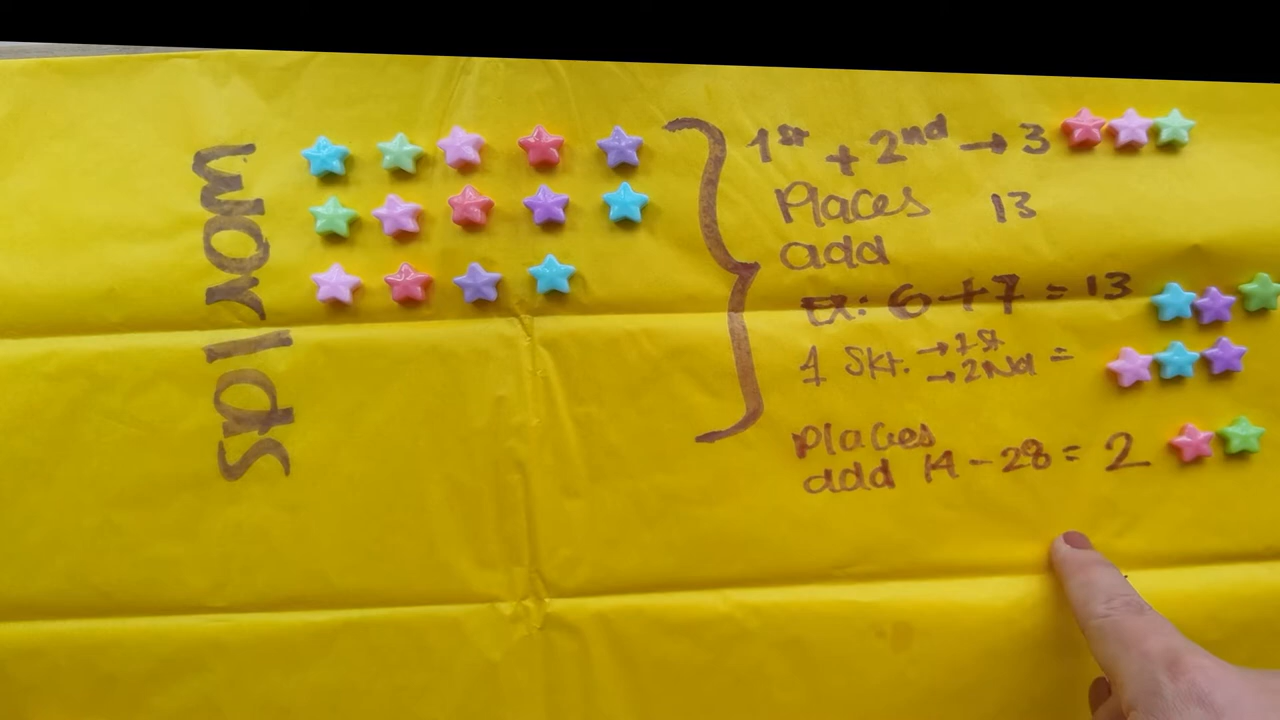 worlds
1st + 2nd → 3
Places 13
add
Ex: 6+7 = 13
1 Skt. → 1st
→ 2Nd =
Places
add 14 - 28 = 2